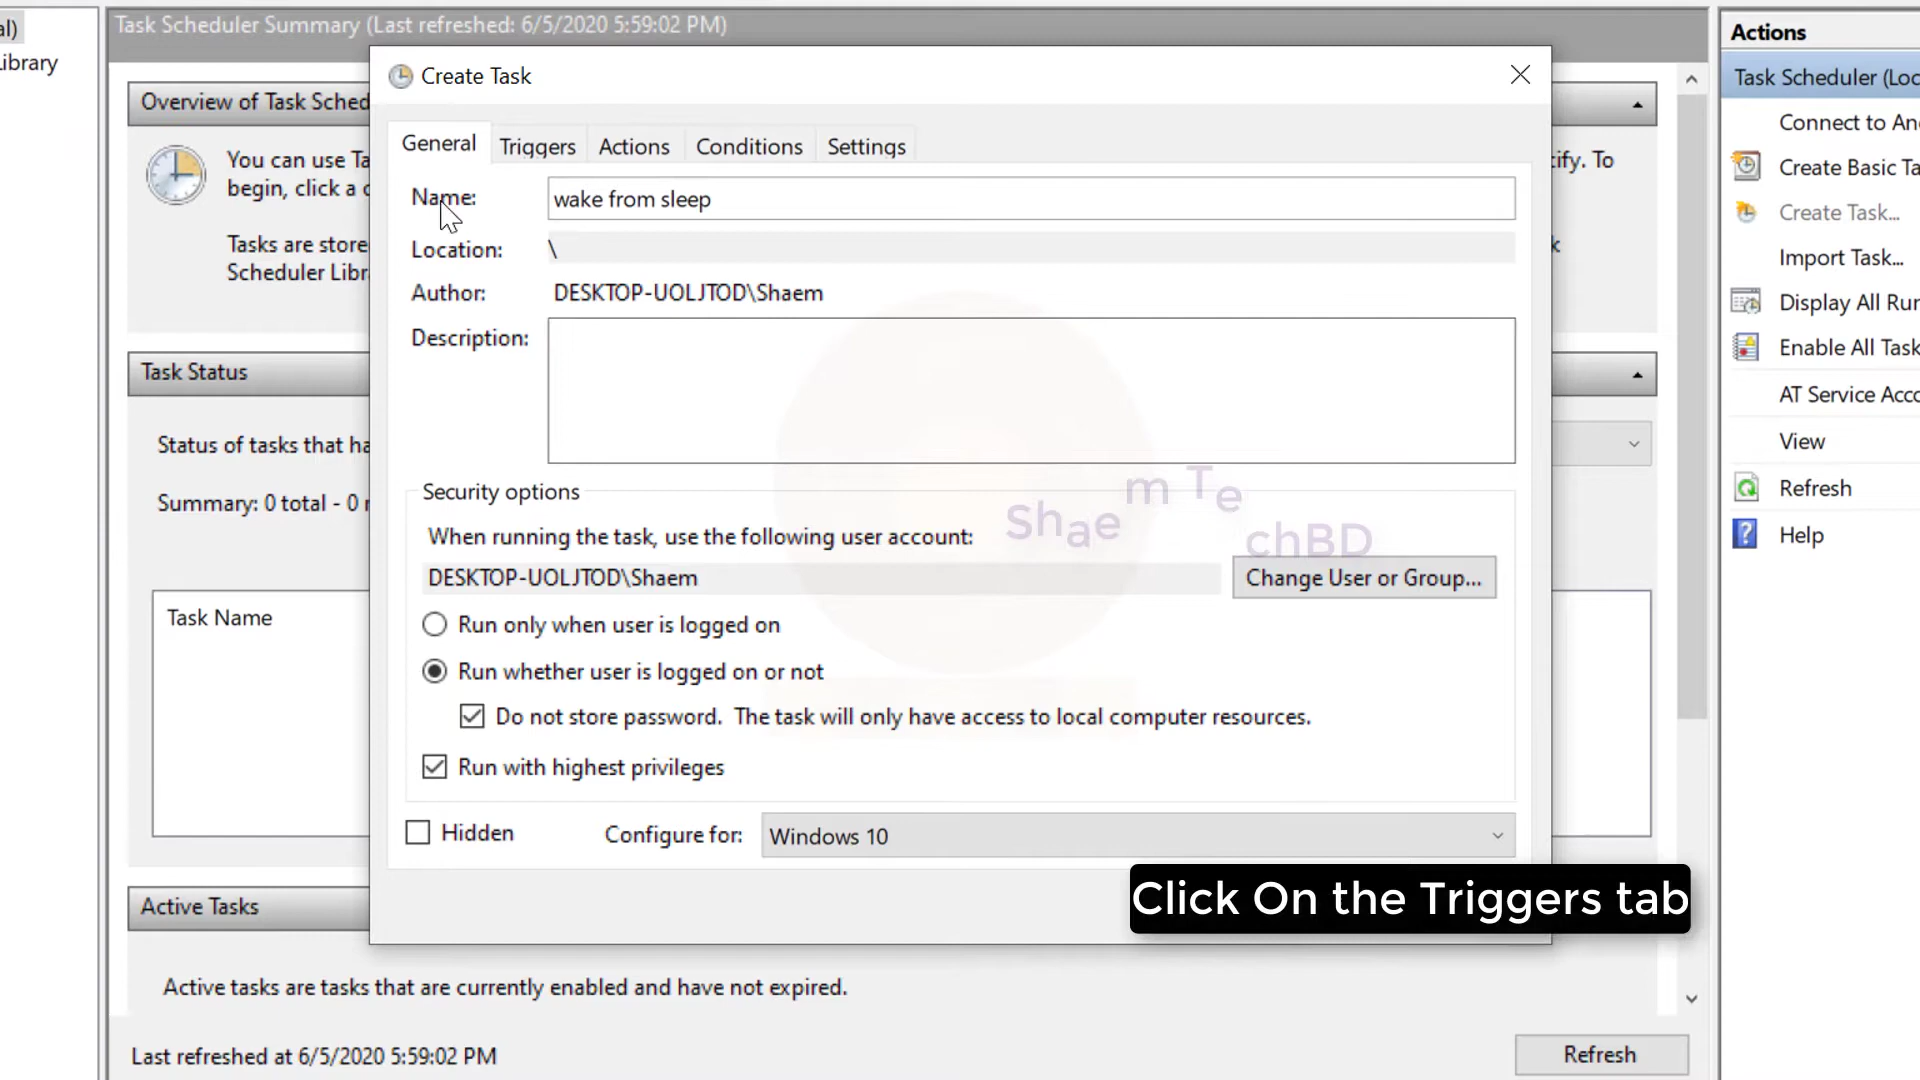 al)
Library
Task Scheduler Summary (Last refreshed: 6/5/2020 5:59:02 PM)
Overview of Task Sched
You can use Ta
begin, click a c
Tasks are store
Scheduler Libr
tify. To
k
Task Status
Status of tasks that ha
Summary: 0 total - 0 r
Task Name
Active Tasks
Active tasks are tasks that are currently enabled and have not expired.
Last refreshed at 6/5/2020 5:59:02 PM
Refresh
Create Task
General
Triggers
Actions
Conditions
Settings
Name:
wake from sleep
Location:
\
Author:
DESKTOP-UOLJTOD\Shaem
Description:
Security options
When running the task, use the following user account:
DESKTOP-UOLJTOD\Shaem
Change User or Group...
Run only when user is logged on
Run whether user is logged on or not
Do not store password. The task will only have access to local computer resources.
Run with highest privileges
Hidden
Configure for:
Windows 10
Shaem TechBD
Click On the Triggers tab
Actions
Task Scheduler (Loc
Connect to An
Create Basic Ta
Create Task...
Import Task...
Display All Run
Enable All Task
AT Service Acco
View
Refresh
Help